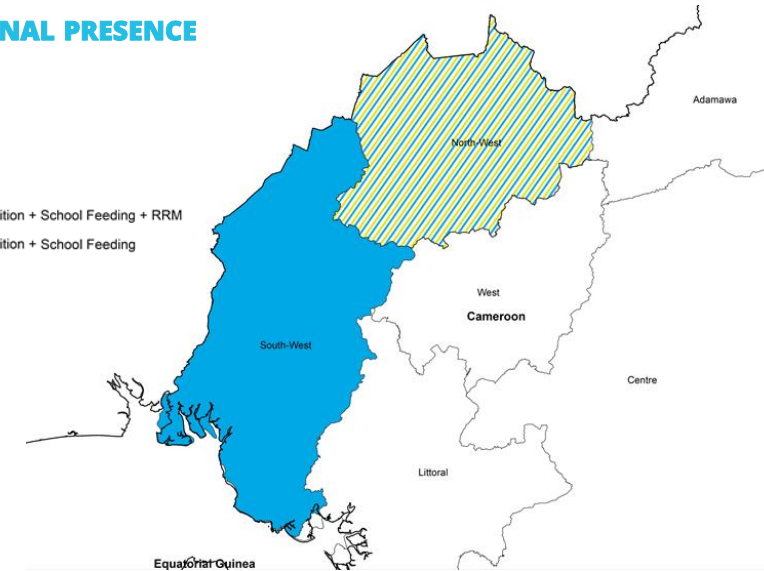 NAL PRESENCE
Adamawa
North-West
ition + School Feeding + RRM
ition + School Feeding
West
Cameroon
South-West
Centre
Littoral
Equatorial Guinea